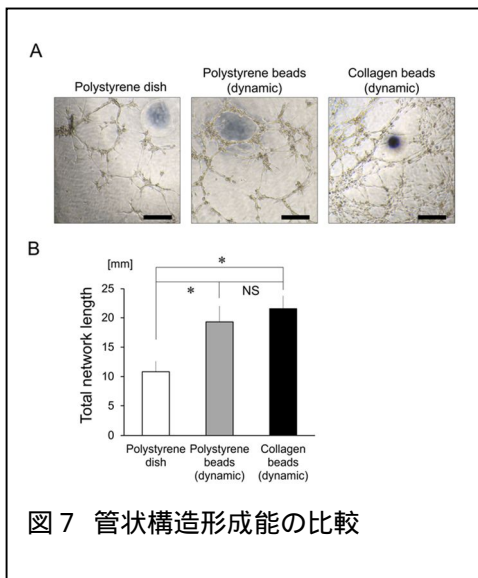 A
Polystyrene dish
Polystyrene beads
(dynamic)
Collagen beads
(dynamic)
B
[mm]
Total network length
25
20
15
10
5
0
*
*
NS
Polystyrene
dish
Polystyrene
beads
(dynamic)
Collagen
beads
(dynamic)
図7 管状構造形成能の比較